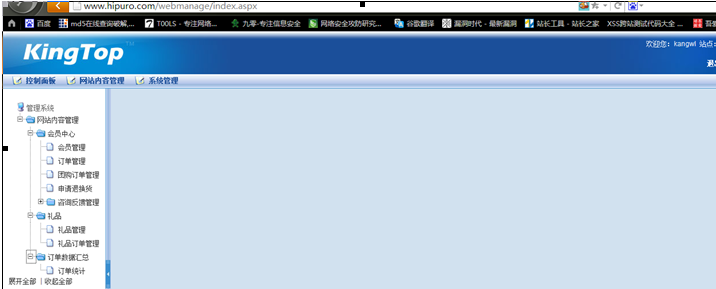 www.hipuro.com/webmanage/index.aspx
百度 md5在线查询破解,... T00LS - 专注网络... 九零-专注信息安全 网络安全攻防研究... 谷歌翻译 漏洞时代 - 最新漏洞... 站长工具 - 站长之家 XSS跨站测试代码大全 ...
KingTop
欢迎您: kangwl 站点:
控制面板 网站内容管理 系统管理
管理系统
网站内容管理
会员中心
会员管理
订单管理
团购订单管理
申请退换货
咨询反馈管理
礼品
礼品管理
礼品订单管理
订单数据汇总
订单统计
展开全部 | 收起全部